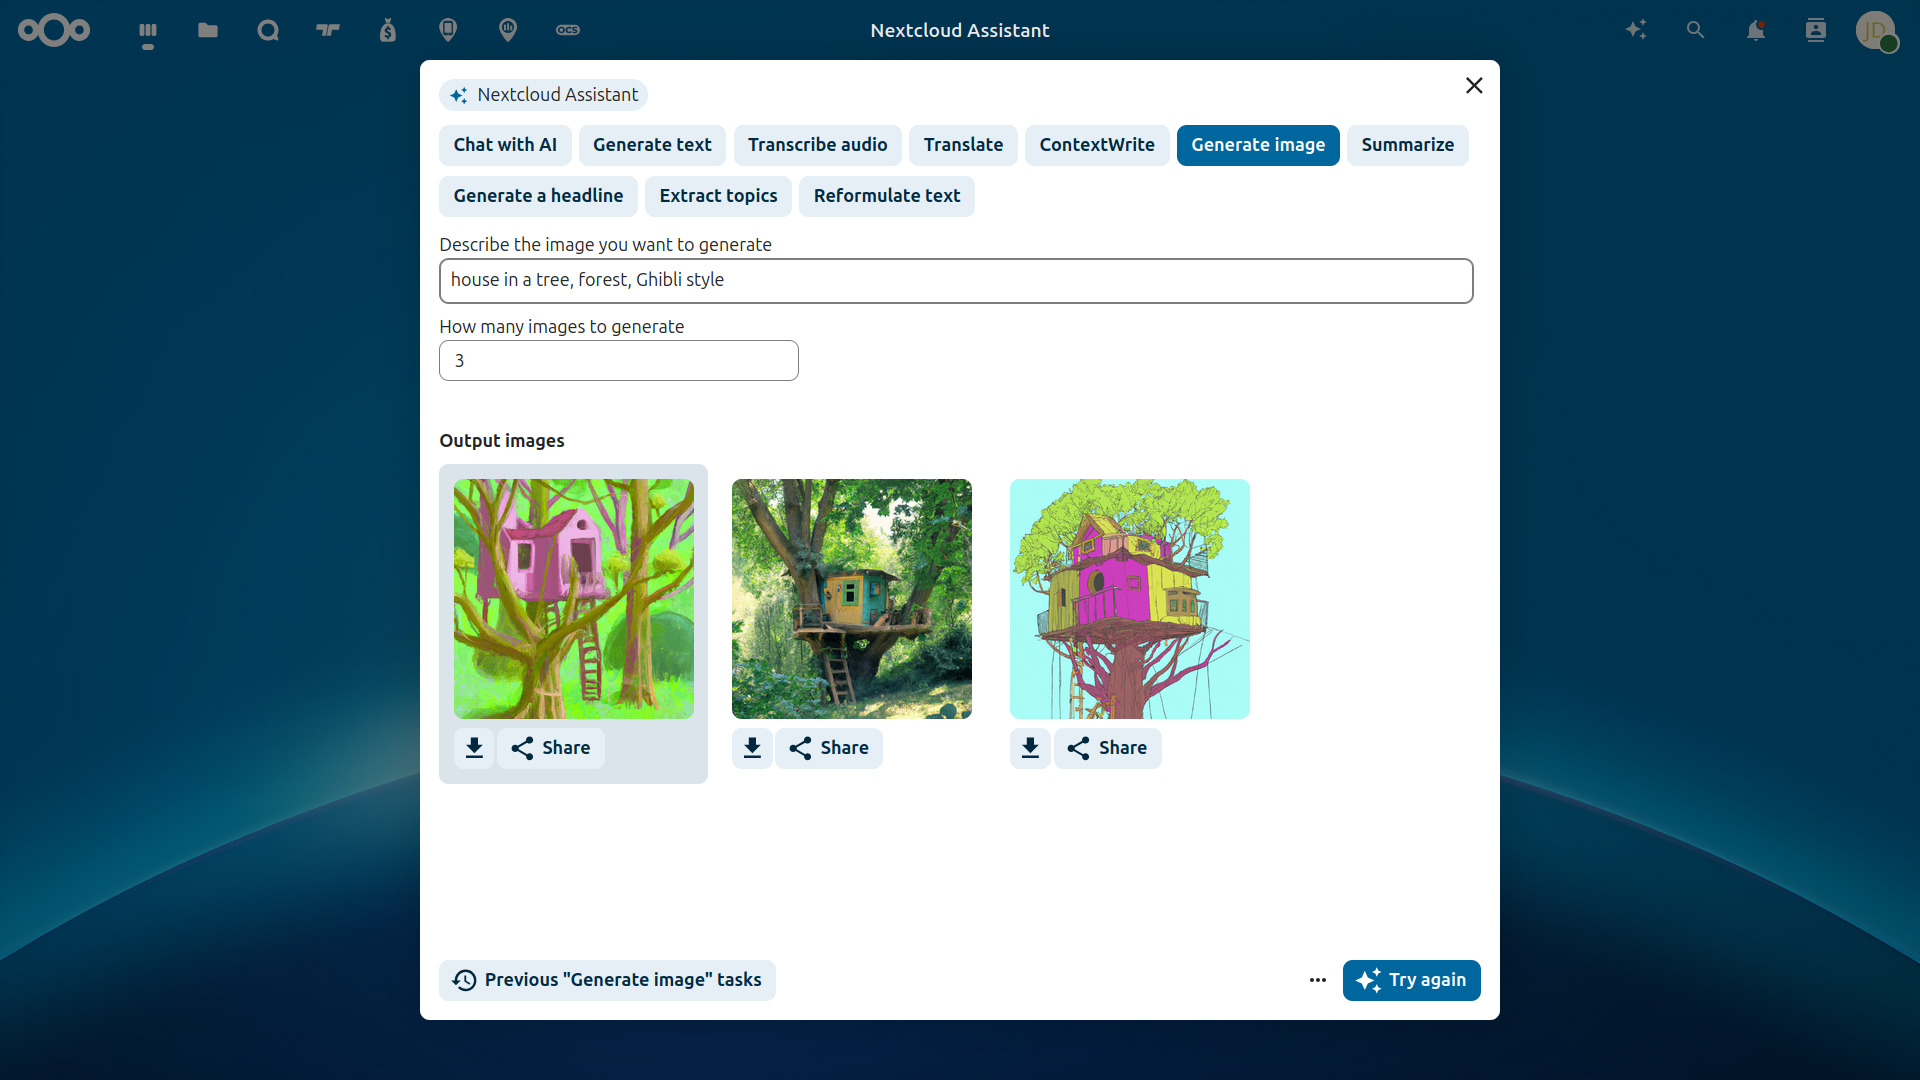 Nextcloud Assistant
OCS
JD
Nextcloud Assistant
Chat with AI Generate text Transcribe audio Translate ContextWrite Generate image Summarize
Generate a headline Extract topics Reformulate text
Describe the image you want to generate
house in a tree, forest, Ghibli style
How many images to generate
3
Output images
Share Share Share
Previous "Generate image" tasks
Try again